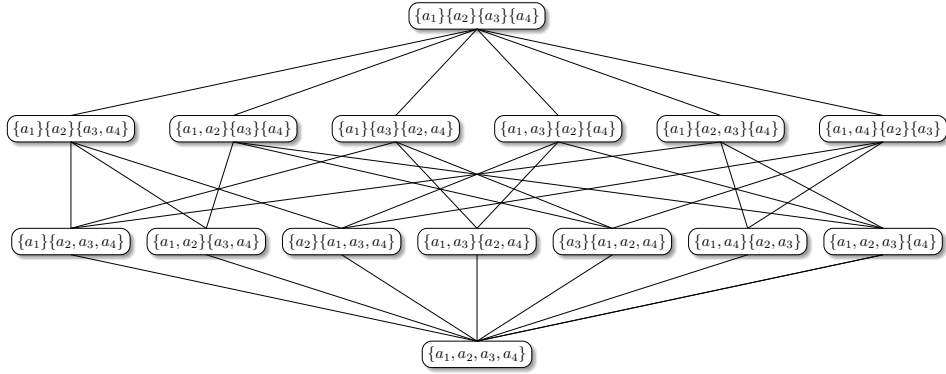 {a₁}{a₂}{a₃}{a₄}
{a₁}{a₂}{a₃, a₄} {a₁, a₂}{a₃}{a₄} {a₁}{a₃}{a₂, a₄} {a₁, a₃}{a₂}{a₄} {a₁}{a₂, a₃}{a₄} {a₁, a₄}{a₂}{a₃}
{a₁}{a₂, a₃, a₄} {a₁, a₂}{a₃, a₄} {a₂}{a₁, a₃, a₄} {a₁, a₃}{a₂, a₄} {a₃}{a₁, a₂, a₄} {a₁, a₄}{a₂, a₃} {a₁, a₂, a₃}{a₄}
{a₁, a₂, a₃, a₄}